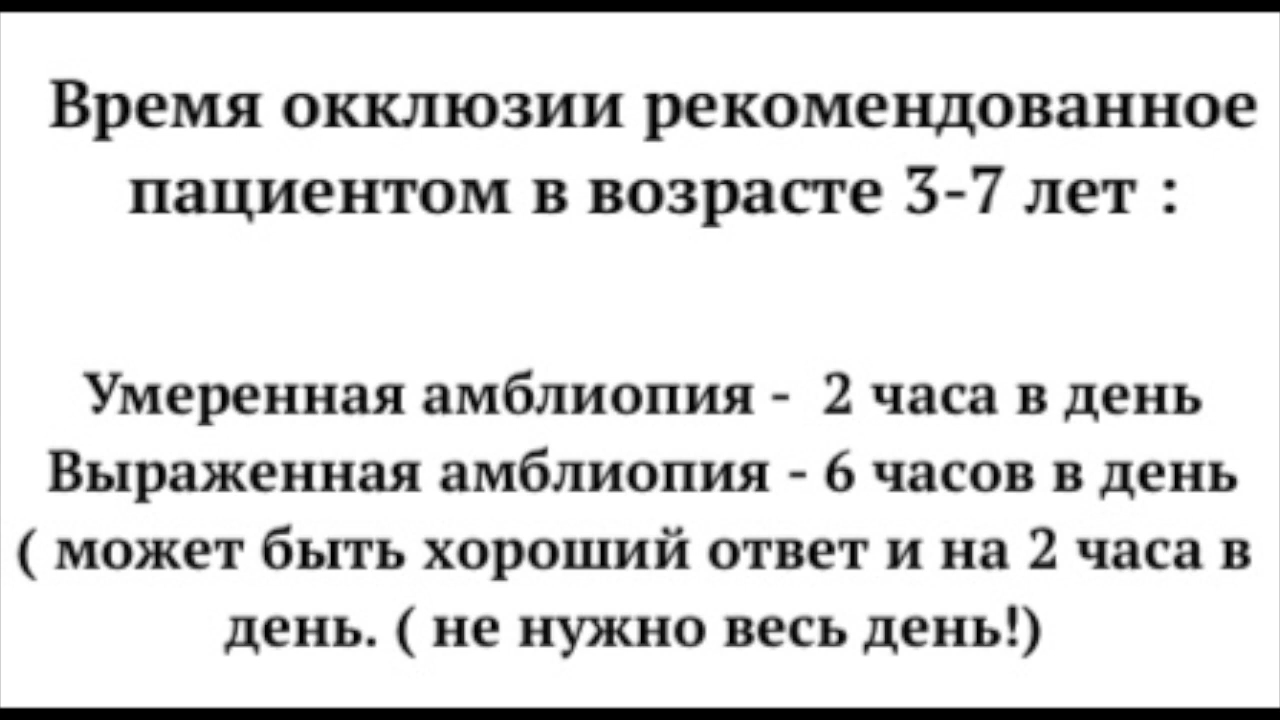 Время окклюзии рекомендованное
пациентом в возрасте 3-7 лет :
Умеренная амблиопия - 2 часа в день
Выраженная амблиопия - 6 часов в день
( может быть хороший ответ и на 2 часа в
день. ( не нужно весь день!)